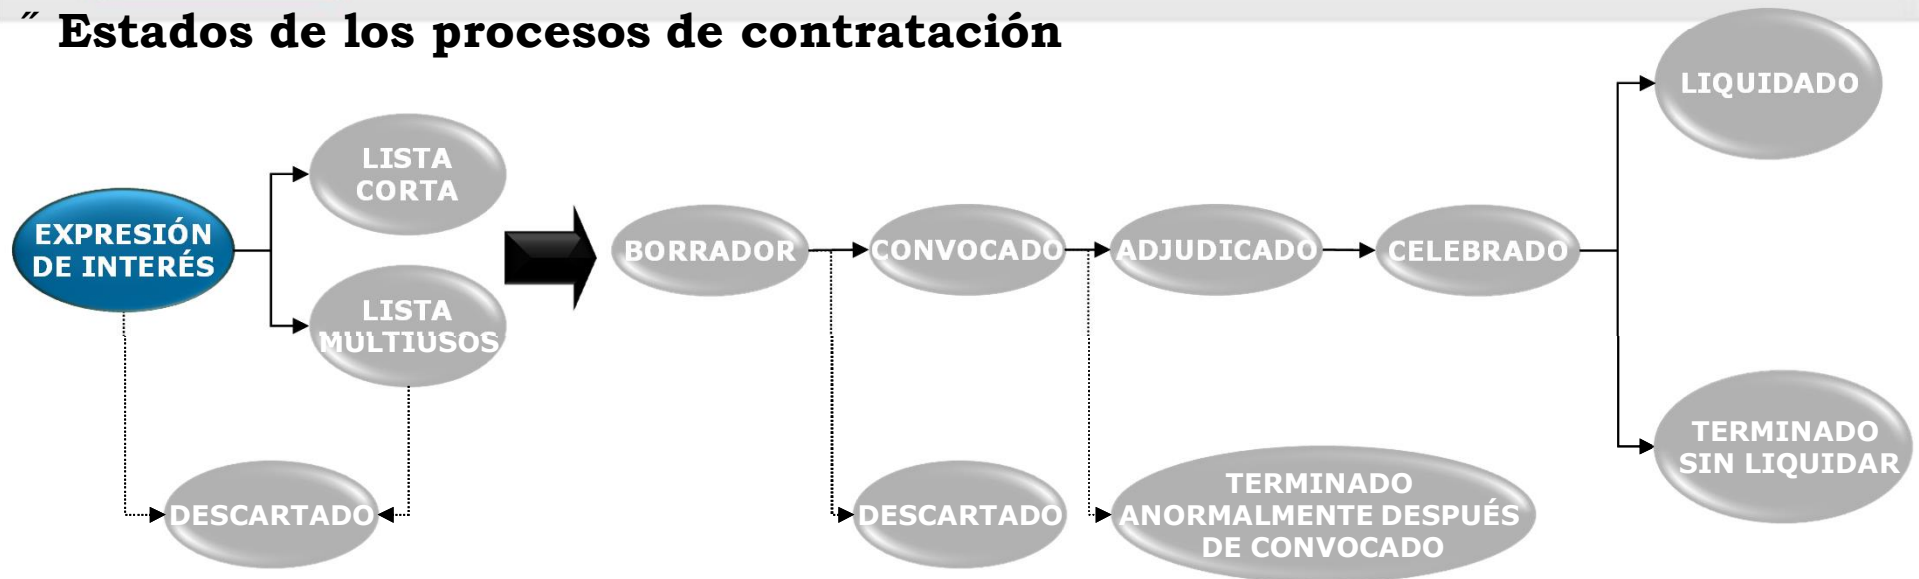 ˝ Estados de los procesos de contratación
LIQUIDADO
LISTA
CORTA
EXPRESIÓN
DE INTERÉS
BORRADOR
CONVOCADO
ADJUDICADO
CELEBRADO
LISTA
MULTIUSOS
TERMINADO
SIN LIQUIDAR
DESCARTADO
DESCARTADO
TERMINADO
ANORMALMENTE DESPUÉS
DE CONVOCADO